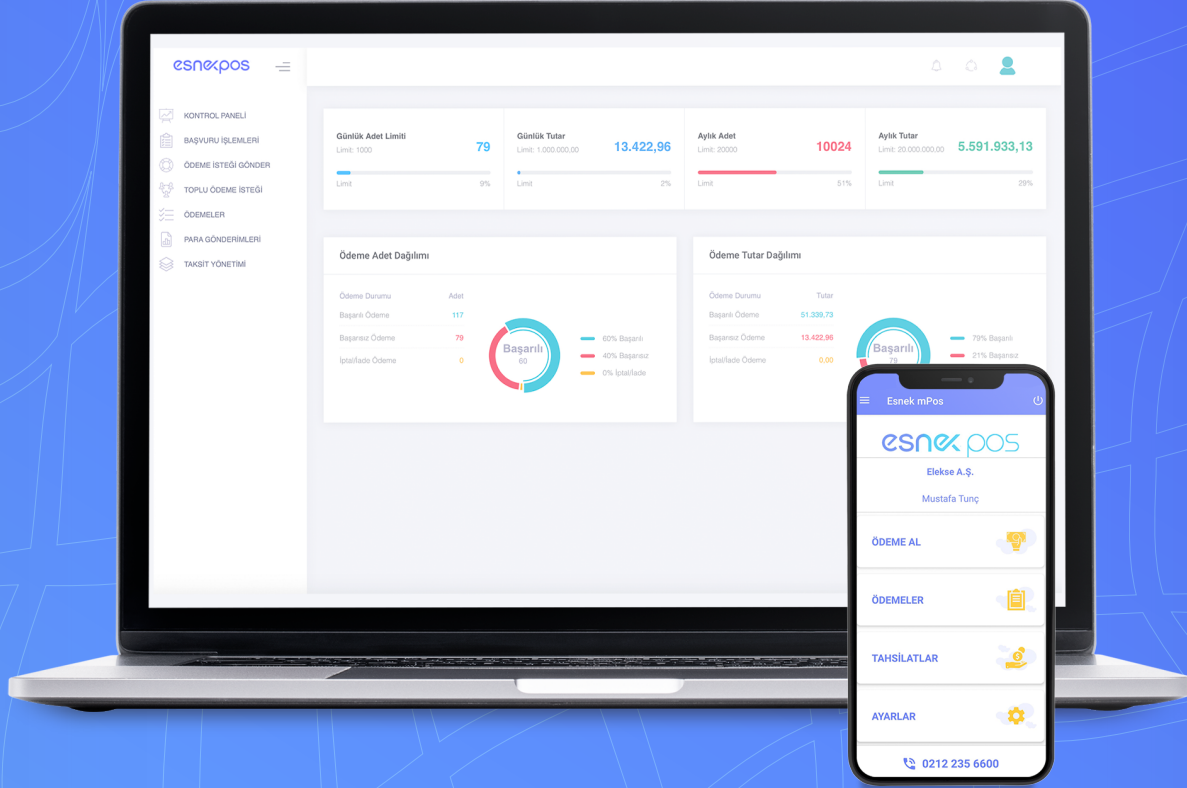 esnekpos
KONTROL PANELİ
BAŞVURU İŞLEMLERİ
ÖDEME İSTEĞİ GÖNDER
TOPLU ÖDEME İSTEĞİ
ÖDEMELER
PARA GÖNDERİMLERİ
TAKSİT YÖNETİMİ
Günlük Adet Limiti
Limit: 1000
79
Limit
9%
Günlük Tutar
Limit: 1.000.000,00
13.422,96
Limit
2%
Aylık Adet
Limit: 20000
10024
Limit
51%
Aylık Tutar
Limit: 20.000.000,00
5.591.933,13
Limit
29%
Ödeme Adet Dağılımı
Ödeme Durumu Adet
Başarılı Ödeme 117
Başarısız Ödeme 79
İptal/İade Ödeme 0
Başarılı
60
60% Başarılı
40% Başarısız
0% İptal/İade
Ödeme Tutar Dağılımı
Ödeme Durumu Tutar
Başarılı Ödeme 51.339.73
Başarısız Ödeme 13.422.96
İptal/İade Ödeme 0.00
Başarılı
79
79% Başarılı
21% Başarısız
Esnek mPos
esnek pos
Elekse A.Ş.
Mustafa Tunç
ÖDEME AL
ÖDEMELER
TAHSİLATLAR
AYARLAR
0212 235 6600